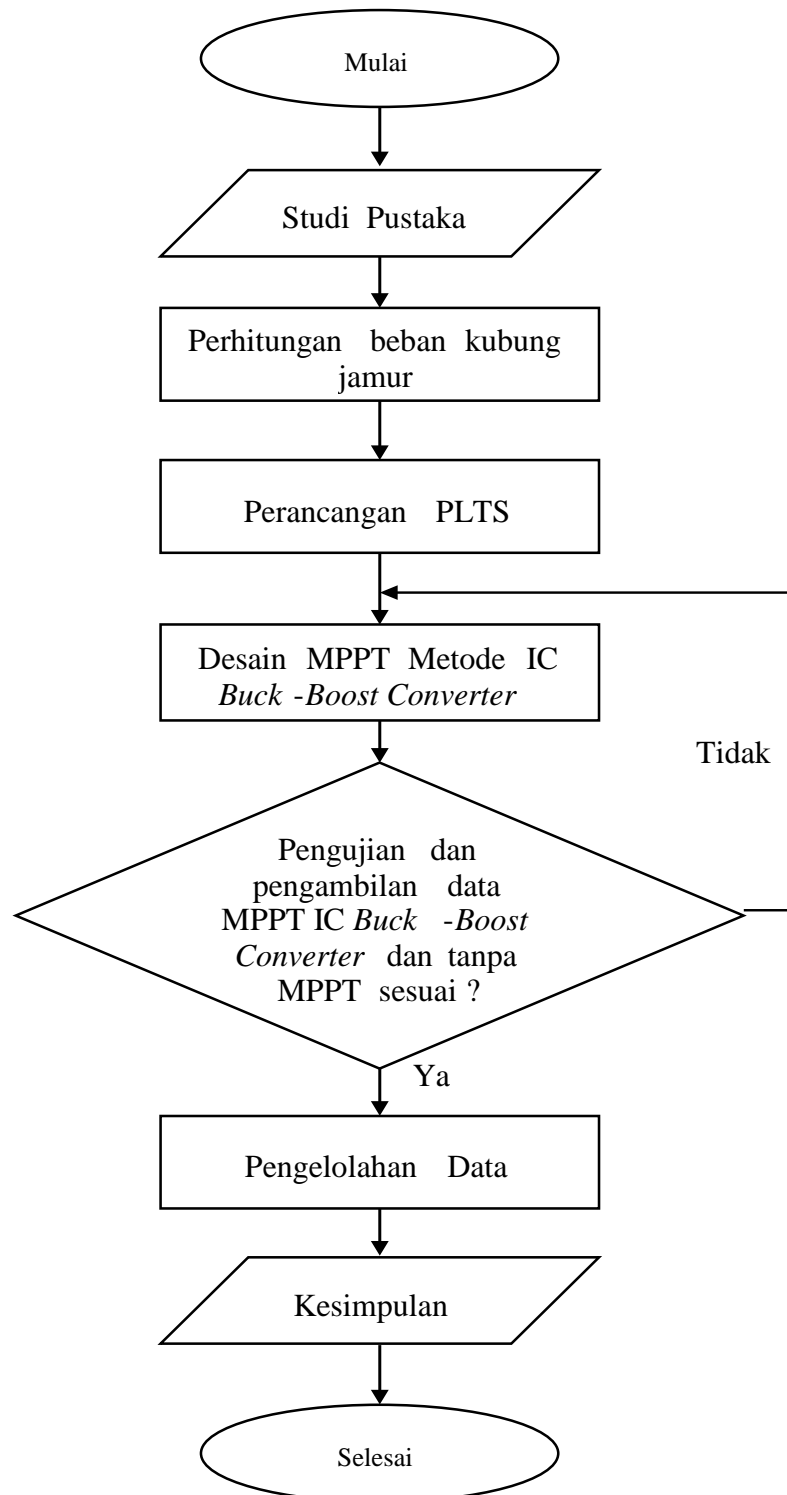 Mulai
Studi Pustaka
Perhitungan beban kubung
jamur
Perancangan PLTS
Desain MPPT Metode IC
Buck -Boost Converter
Tidak
Pengujian dan
pengambilan data
MPPT IC Buck -Boost
Converter dan tanpa
MPPT sesuai ?
Ya
Pengelolahan Data
Kesimpulan
Selesai